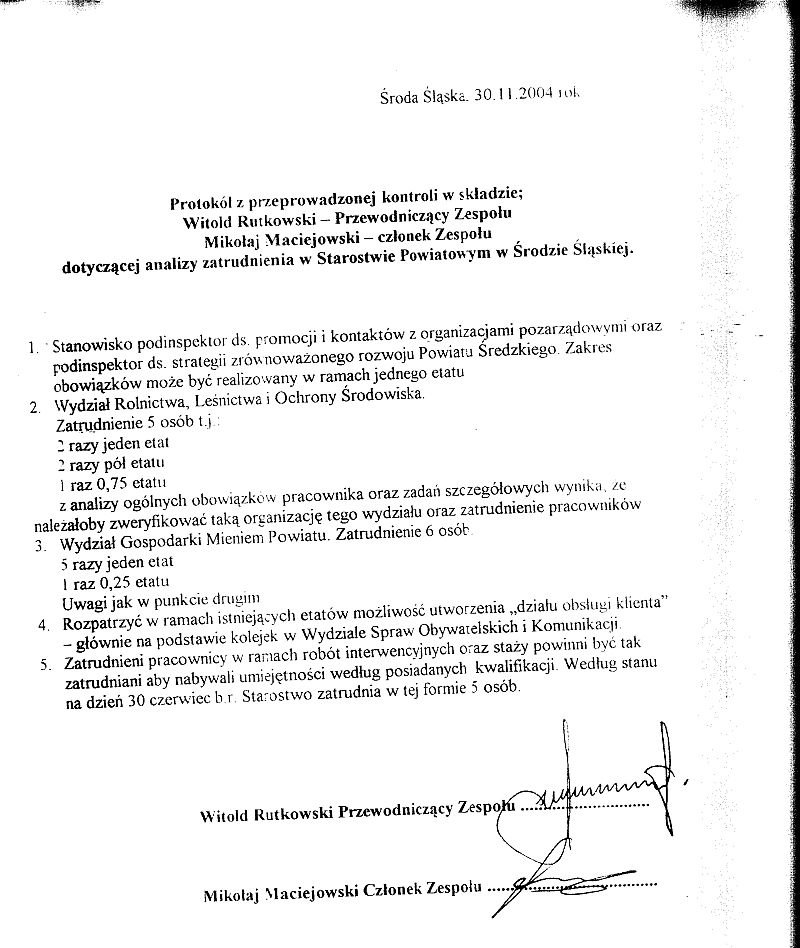 Środa Śląska. 30.11.2004 rok
Protokól z przeprowadzonej kontroli w składzie;
Witold Rutkowski – Przewodniczący Zespołu
Mikołaj Maciejowski – członek Zespołu
dotyczącej analizy zatrudnienia w Starostwie Powiatowym w Środzie Śląskiej.
1. Stanowisko podinspektor ds. promocji i kontaktów z organizacjami pozarządowymi oraz
podinspektor ds. strategii zrównoważonego rozwoju Powiatu Średzkiego. Zakres
obowiązków może być realizowany w ramach jednego etatu
2. Wydział Rolnictwa, Leśnictwa i Ochrony Środowiska.
Zatrudnienie 5 osób t.j.:
2 razy jeden etat
2 razy pół etatu
1 raz 0,75 etatu
z analizy ogólnych obowiązków pracownika oraz zadań szczegółowych wynika, że
należałoby zweryfikować taką organizację tego wydziału oraz zatrudnienie pracowników
3. Wydział Gospodarki Mieniem Powiatu. Zatrudnienie 6 osób.
5 razy jeden etat
1 raz 0,25 etatu
Uwagi jak w punkcie drugim
4. Rozpatrzyć w ramach istniejących etatów możliwość utworzenia „działu obsługi klienta”
– głównie na podstawie kolejek w Wydziale Spraw Obywatelskich i Komunikacji.
5. Zatrudnieni pracownicy w ramach robót interwencyjnych oraz staży powinni być tak
zatrudniani aby nabywali umiejętności według posiadanych kwalifikacji. Według stanu
na dzień 30 czerwiec b.r. Starostwo zatrudnia w tej formie 5 osób.
Witold Rutkowski Przewodniczący Zespołu ..............................
Mikołaj Maciejowski Członek Zespołu ........................................